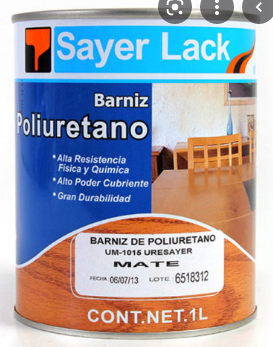 Sayer Lack
Barniz
Poliuretano
• Alta Resistencia
Física y Química
• Alto Poder Cubriente
• Gran Durabilidad
BARNIZ DE POLIURETANO
UM-1015 URESAYER
MATE
FECHA: 06/07/13 LOTE: 6518312
CONT.NET.1L